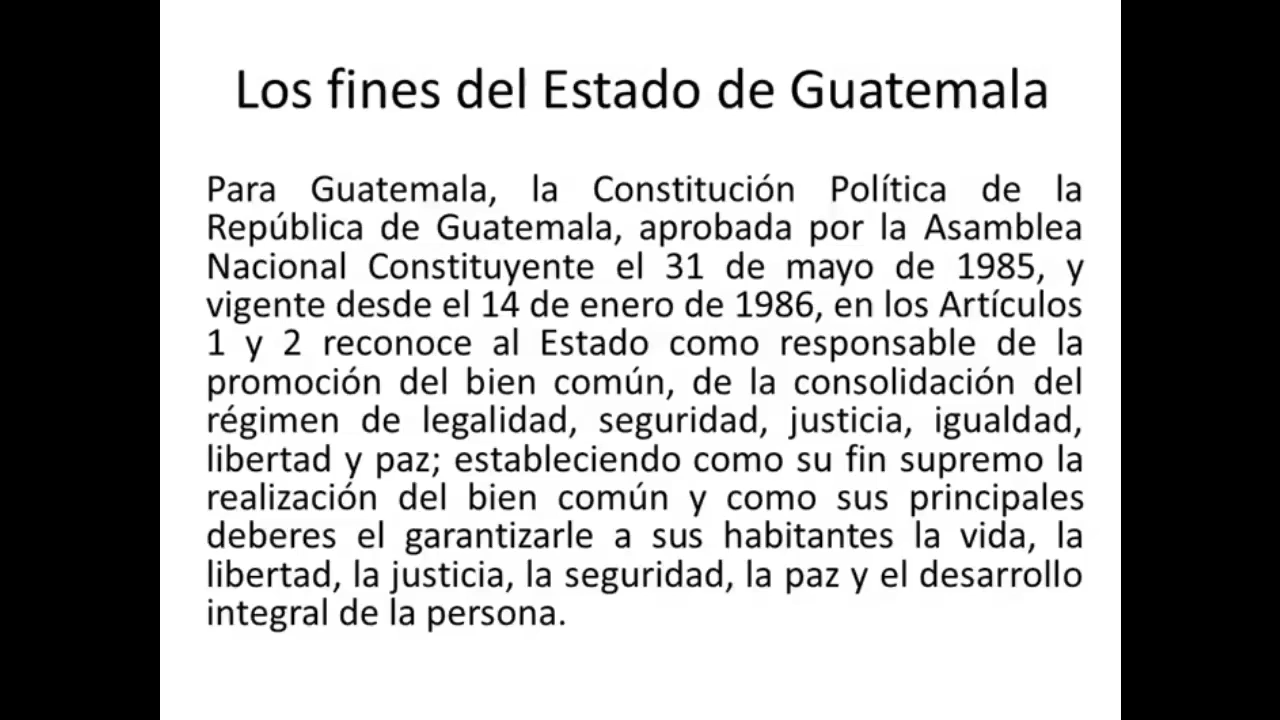 Los fines del Estado de Guatemala
Para Guatemala, la Constitución Política de la
República de Guatemala, aprobada por la Asamblea
Nacional Constituyente el 31 de mayo de 1985, y
vigente desde el 14 de enero de 1986, en los Artículos
1 y 2 reconoce al Estado como responsable de la
promoción del bien común, de la consolidación del
régimen de legalidad, seguridad, justicia, igualdad,
libertad y paz; estableciendo como su fin supremo la
realización del bien común y como sus principales
deberes el garantizarle a sus habitantes la vida, la
libertad, la justicia, la seguridad, la paz y el desarrollo
integral de la persona.